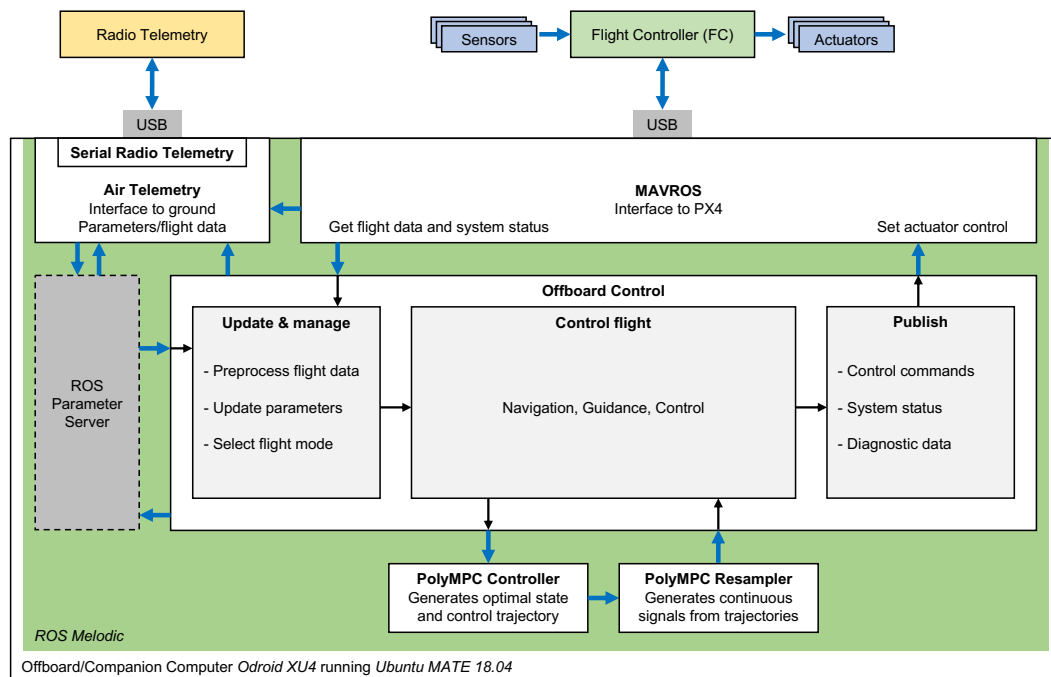 Radio Telemetry
Sensors
Flight Controller (FC)
Actuators
USB
USB
Serial Radio Telemetry
Air Telemetry
Interface to ground
Parameters/flight data
MAVROS
Interface to PX4
Get flight data and system status
Set actuator control
ROS
Parameter
Server
Offboard Control
Update & manage
- Preprocess flight data
- Update parameters
- Select flight mode
Control flight
Navigation, Guidance, Control
Publish
- Control commands
- System status
- Diagnostic data
PolyMPC Controller
Generates optimal state
and control trajectory
PolyMPC Resampler
Generates continuous
signals from trajectories
ROS Melodic
Offboard/Companion Computer Odroid XU4 running Ubuntu MATE 18.04